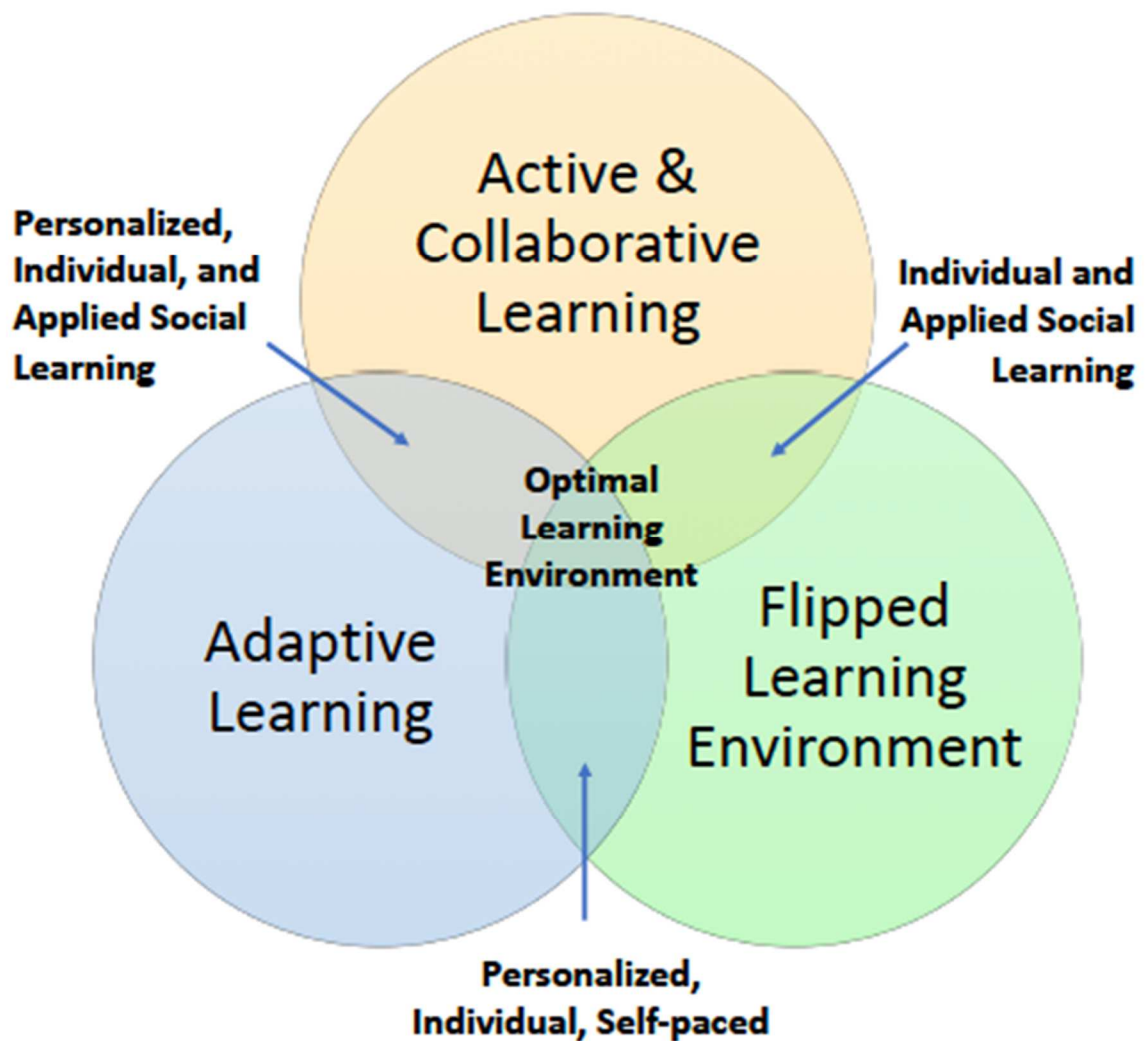 Active &
Collaborative
Learning
Personalized,
Individual, and
Applied Social
Learning
Individual and
Applied Social
Learning
Optimal
Learning
Environment
Adaptive
Learning
Flipped
Learning
Environment
Personalized,
Individual, Self-paced